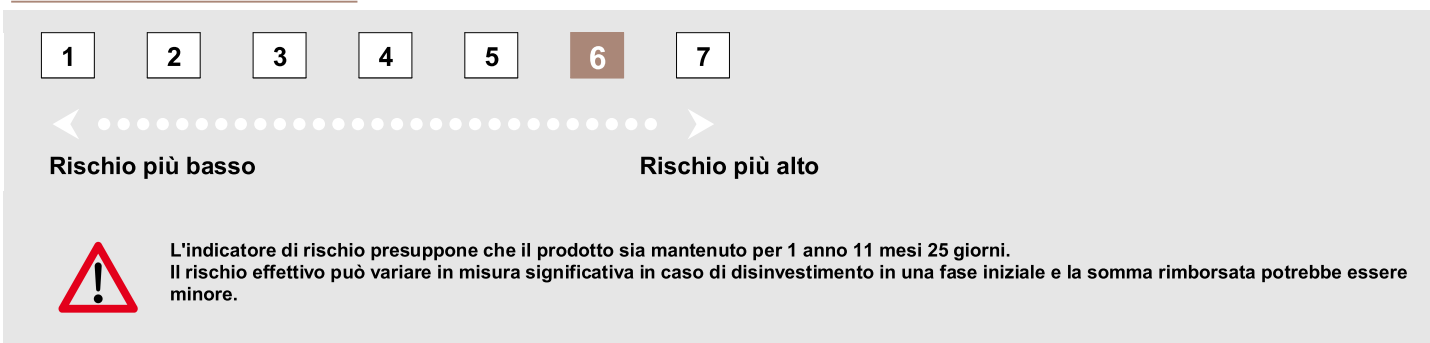 1 2 3 4 5 6 7
Rischio più basso Rischio più alto
L'indicatore di rischio presuppone che il prodotto sia mantenuto per 1 anno 11 mesi 25 giorni.
Il rischio effettivo può variare in misura significativa in caso di disinvestimento in una fase iniziale e la somma rimborsata potrebbe essere
minore.